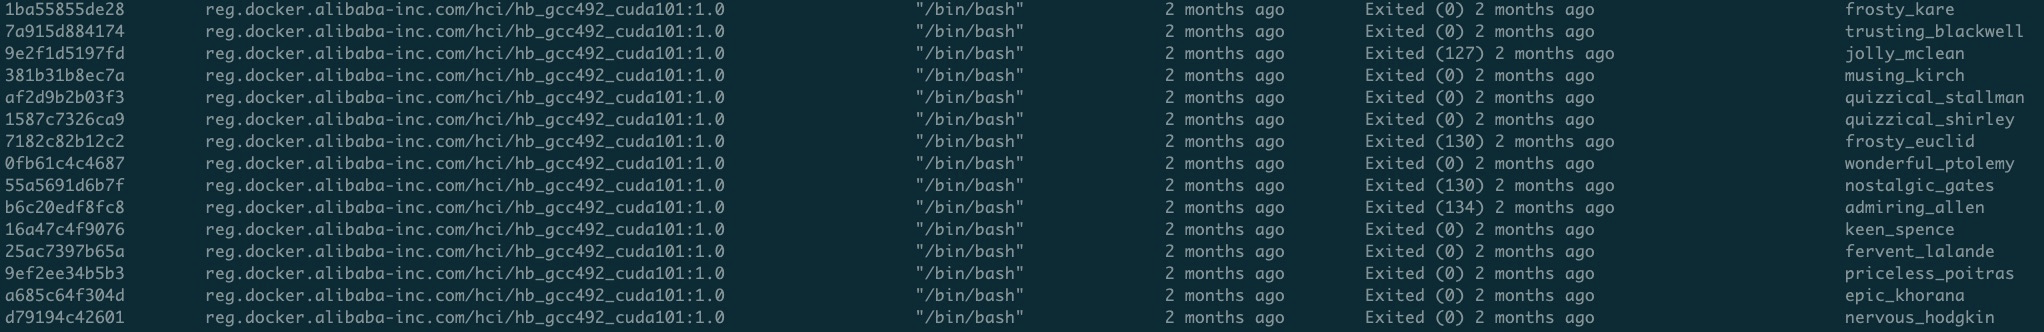 1ba55855de28 reg.docker.alibaba-inc.com/hci/hb_gcc492_cuda101:1.0 "/bin/bash" 2 months ago Exited (0) 2 months ago frosty_kare
7a915d884174 reg.docker.alibaba-inc.com/hci/hb_gcc492_cuda101:1.0 "/bin/bash" 2 months ago Exited (0) 2 months ago trusting_blackwell
9e2f1d5197fd reg.docker.alibaba-inc.com/hci/hb_gcc492_cuda101:1.0 "/bin/bash" 2 months ago Exited (127) 2 months ago jolly_mclean
381b31b8ec7a reg.docker.alibaba-inc.com/hci/hb_gcc492_cuda101:1.0 "/bin/bash" 2 months ago Exited (0) 2 months ago musing_kirch
af2d9b2b03f3 reg.docker.alibaba-inc.com/hci/hb_gcc492_cuda101:1.0 "/bin/bash" 2 months ago Exited (0) 2 months ago quizzical_stallman
1587c7326ca9 reg.docker.alibaba-inc.com/hci/hb_gcc492_cuda101:1.0 "/bin/bash" 2 months ago Exited (0) 2 months ago quizzical_shirley
7182c82b12c2 reg.docker.alibaba-inc.com/hci/hb_gcc492_cuda101:1.0 "/bin/bash" 2 months ago Exited (130) 2 months ago frosty_euclid
0fb61c4c4687 reg.docker.alibaba-inc.com/hci/hb_gcc492_cuda101:1.0 "/bin/bash" 2 months ago Exited (0) 2 months ago wonderful_ptolemy
55a5691d6b7f reg.docker.alibaba-inc.com/hci/hb_gcc492_cuda101:1.0 "/bin/bash" 2 months ago Exited (130) 2 months ago nostalgic_gates
b6c20edf8fc8 reg.docker.alibaba-inc.com/hci/hb_gcc492_cuda101:1.0 "/bin/bash" 2 months ago Exited (134) 2 months ago admiring_allen
16a47c4f9076 reg.docker.alibaba-inc.com/hci/hb_gcc492_cuda101:1.0 "/bin/bash" 2 months ago Exited (0) 2 months ago keen_spence
25ac7397b65a reg.docker.alibaba-inc.com/hci/hb_gcc492_cuda101:1.0 "/bin/bash" 2 months ago Exited (0) 2 months ago fervent_lalande
9ef2ee34b5b3 reg.docker.alibaba-inc.com/hci/hb_gcc492_cuda101:1.0 "/bin/bash" 2 months ago Exited (0) 2 months ago priceless_poitras
a685c64f304d reg.docker.alibaba-inc.com/hci/hb_gcc492_cuda101:1.0 "/bin/bash" 2 months ago Exited (0) 2 months ago epic_khorana
d79194c42601 reg.docker.alibaba-inc.com/hci/hb_gcc492_cuda101:1.0 "/bin/bash" 2 months ago Exited (0) 2 months ago nervous_hodgkin